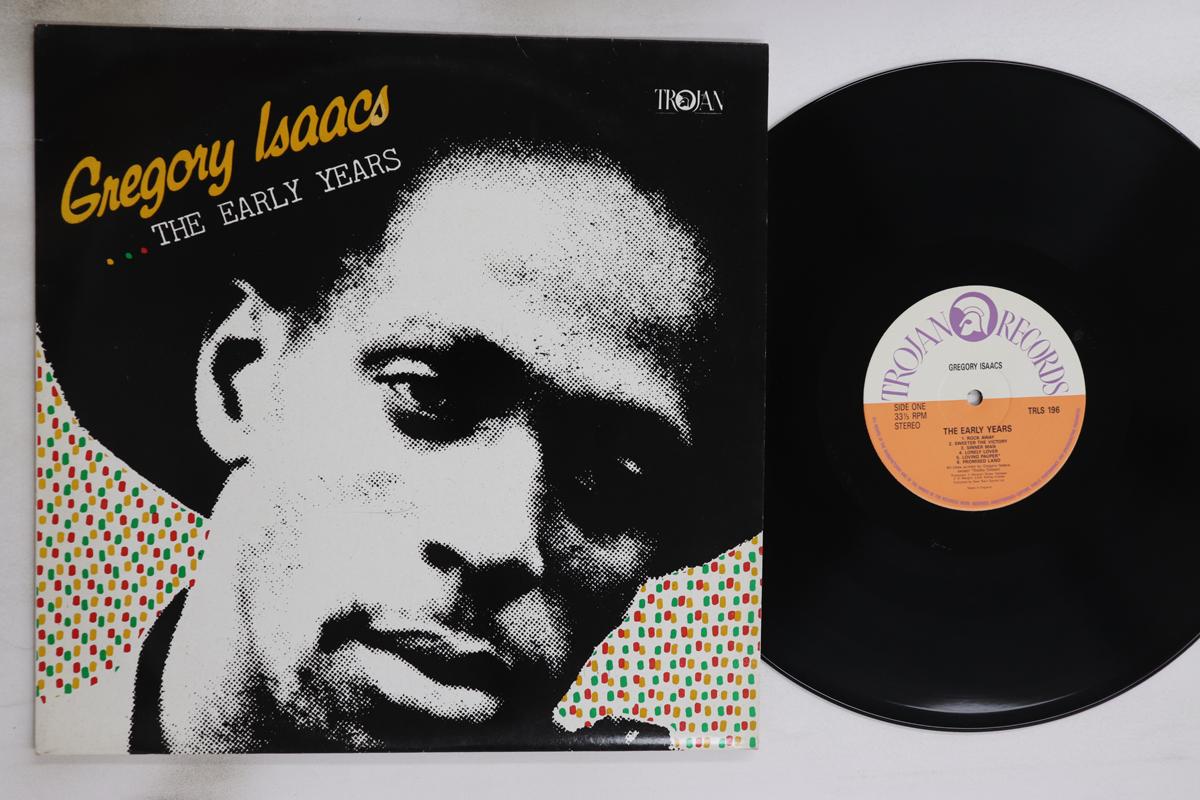 Gregory Isaacs
...THE EARLY YEARS
TROJAN
TROJAN RECORDS
GREGORY ISAACS
SIDE ONE
33⅓ RPM
STEREO
TRLS 196
THE EARLY YEARS
1. ROCK AWAY
2. SWEETER THE VICTORY
3. SINNER MAN
4. LONELY LOVER
5. LOVING PAUPER*
6. PROMISED LAND